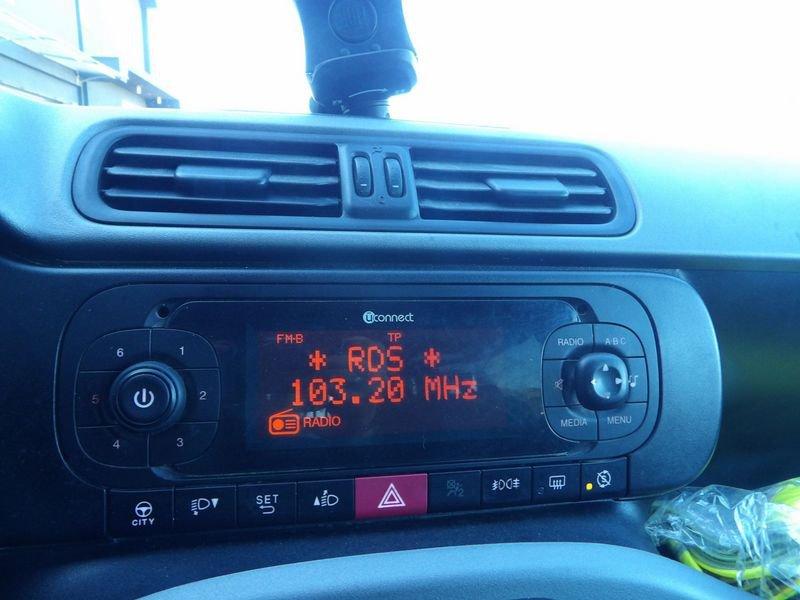 uconnect
FM-B TP
* RDS *
103.20 MHz
RADIO
6 1
5 2
4 3
RADIO A·B·C
MEDIA MENU
CITY
SET
2